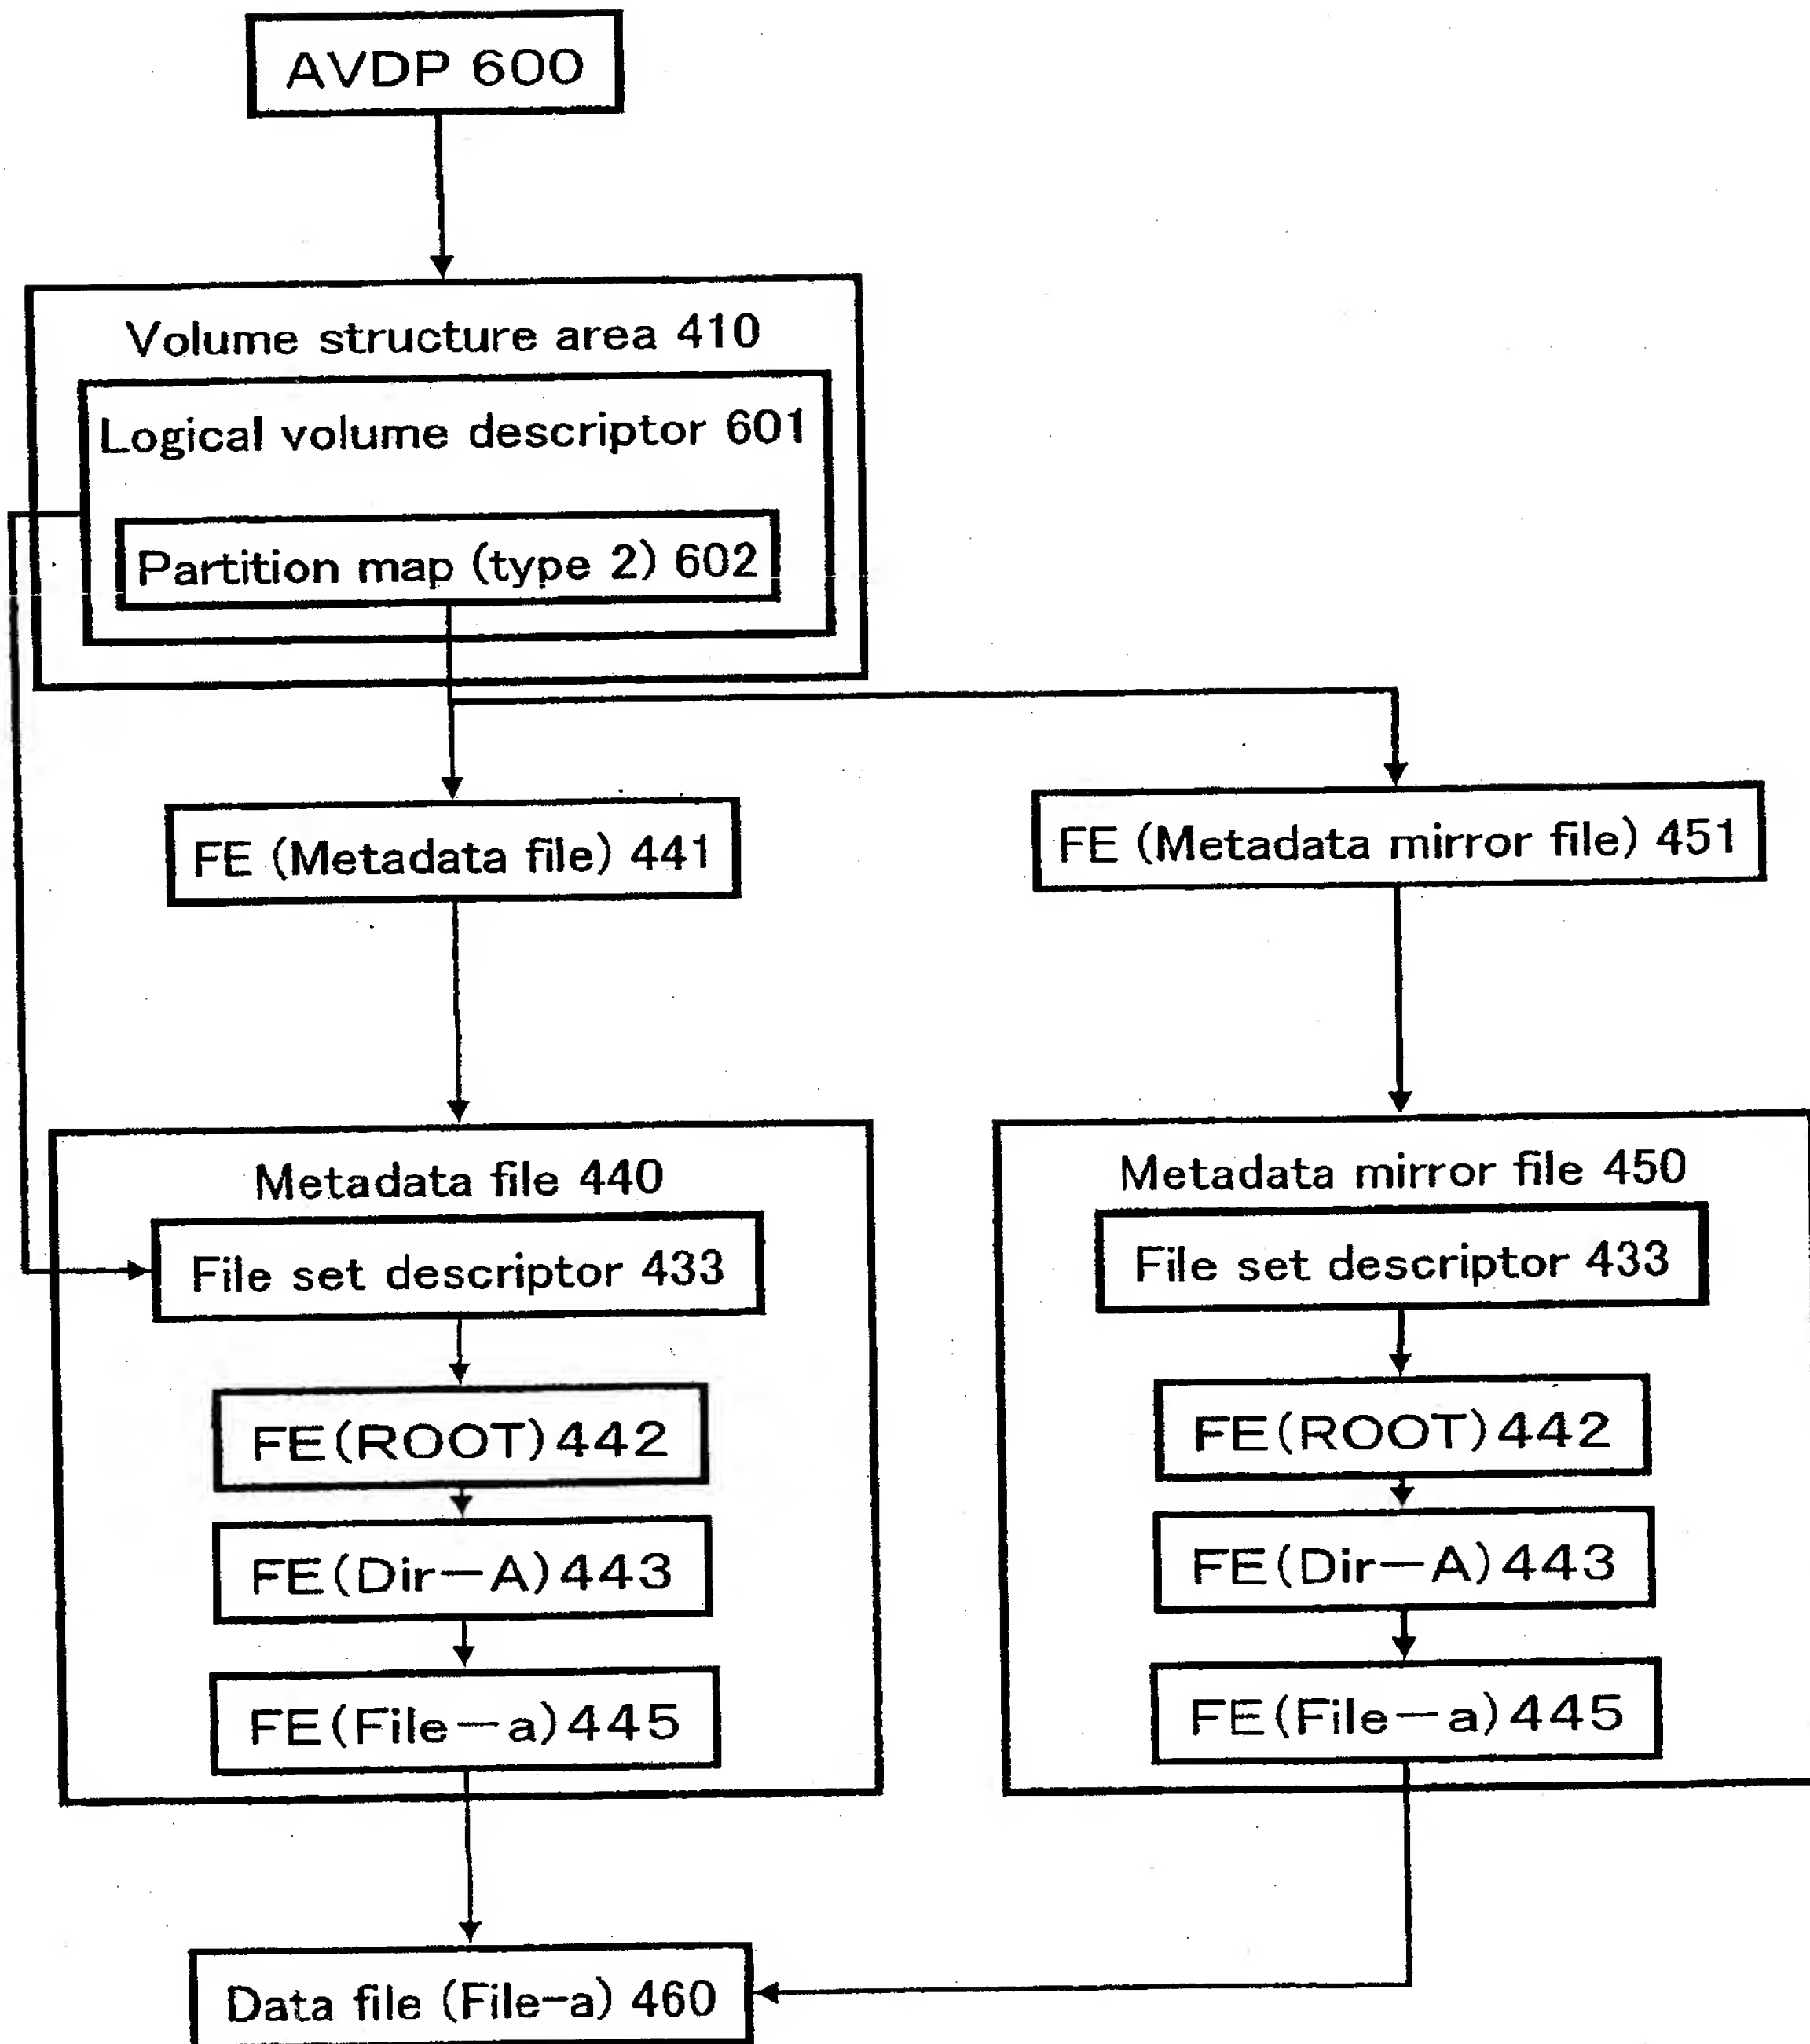 AVDP 600
Volume structure area 410
Logical volume descriptor 601
Partition map (type 2) 602
FE (Metadata file) 441
FE (Metadata mirror file) 451
Metadata file 440
File set descriptor 433
FE(ROOT)442
FE(Dir—A)443
FE(File—a)445
Metadata mirror file 450
File set descriptor 433
FE(ROOT)442
FE(Dir—A)443
FE(File—a)445
Data file (File-a) 460